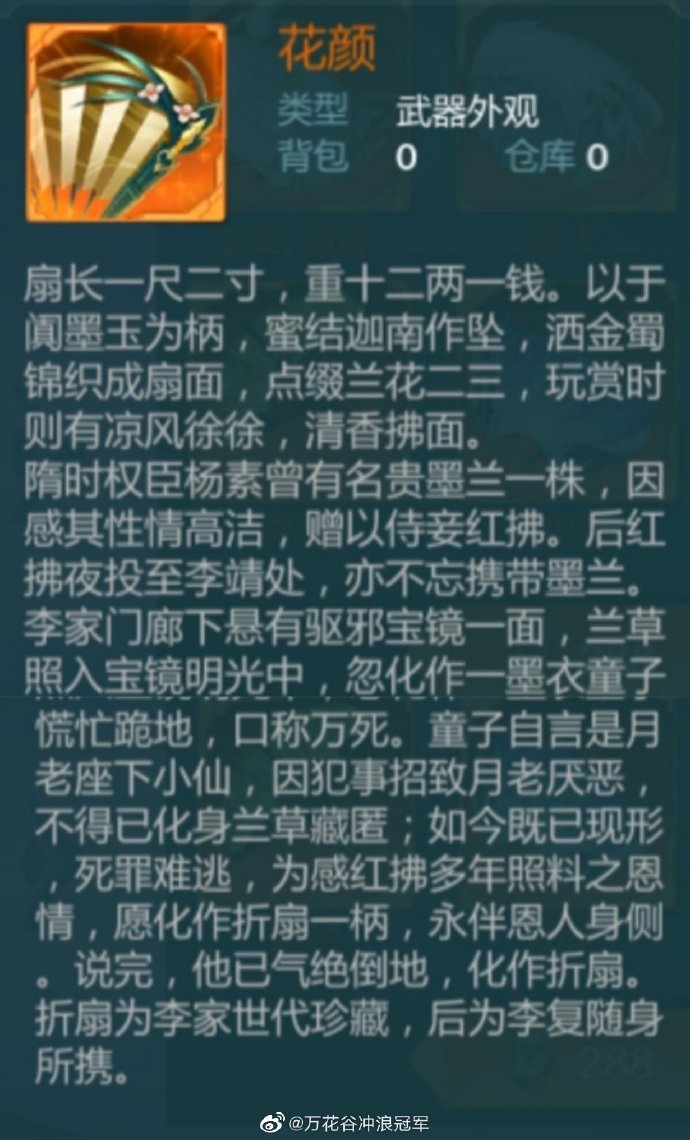 花颜
类型 武器外观
背包 0 仓库 0
扇长一尺二寸，重十二两一钱。以于
阗墨玉为柄，蜜结迦南作坠，洒金蜀
锦织成扇面，点缀兰花二三，玩赏时
则有凉风徐徐，清香拂面。
隋时权臣杨素曾有名贵墨兰一株，因
感其性情高洁，赠以侍妾红拂。后红
拂夜投至李靖处，亦不忘携带墨兰。
李家门廊下悬有驱邪宝镜一面，兰草
照入宝镜明光中，忽化作一墨衣童子
慌忙跪地，口称万死。童子自言是月
老座下小仙，因犯事招致月老厌恶，
不得已化身兰草藏匿；如今既已现形
，死罪难逃，为感红拂多年照料之恩
情，愿化作折扇一柄，永伴恩人身侧
。说完，他已气绝倒地，化作折扇。
折扇为李家世代珍藏，后为李复随身
所携。
288
@万花谷冲浪冠军